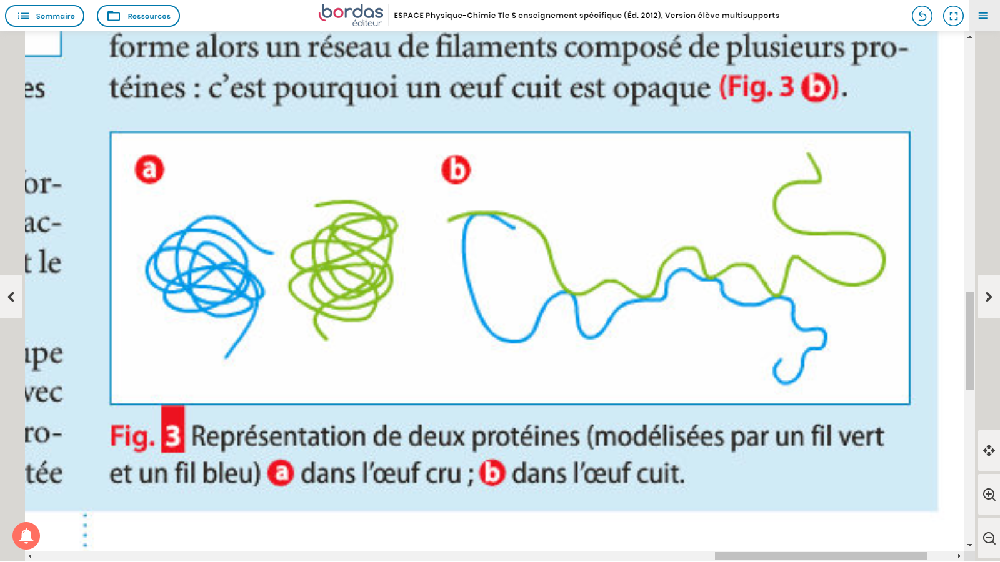 Sommaire
Ressources
bordas
éditeur
ESPACE Physique-Chimie Tle S enseignement spécifique (Éd. 2012), Version élève multisupports
es
or-
ac-
t le
upe
vec
ro-
tée
forme alors un réseau de filaments composé de plusieurs pro-
téines : c'est pourquoi un œuf cuit est opaque (Fig. 3 b).
a
b
Fig. 3 Représentation de deux protéines (modélisées par un fil vert
et un fil bleu) a dans l'œuf cru ; b dans l'œuf cuit.